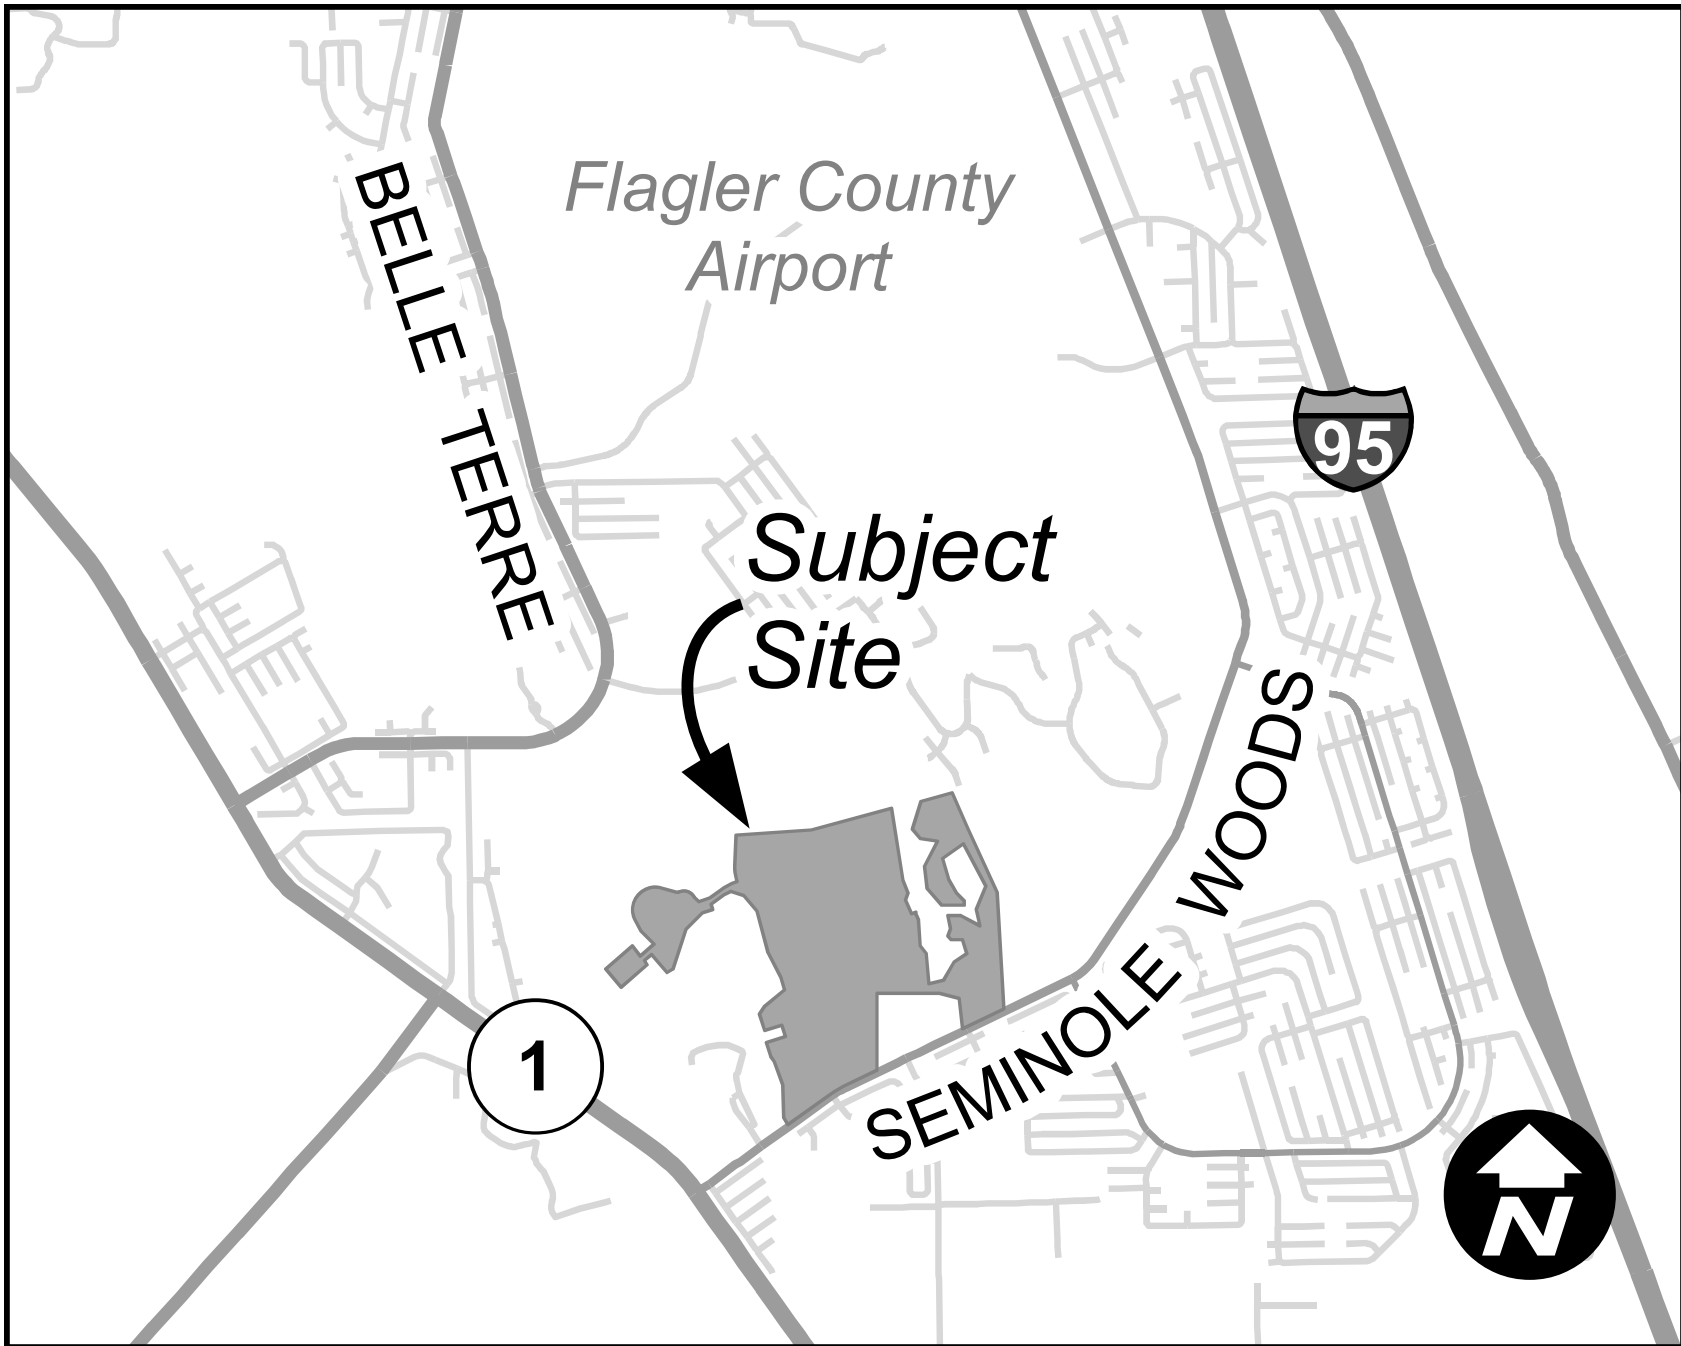 Flagler County
Airport
BELLE TERRE
95
Subject
Site
SEMINOLE WOODS
1
N